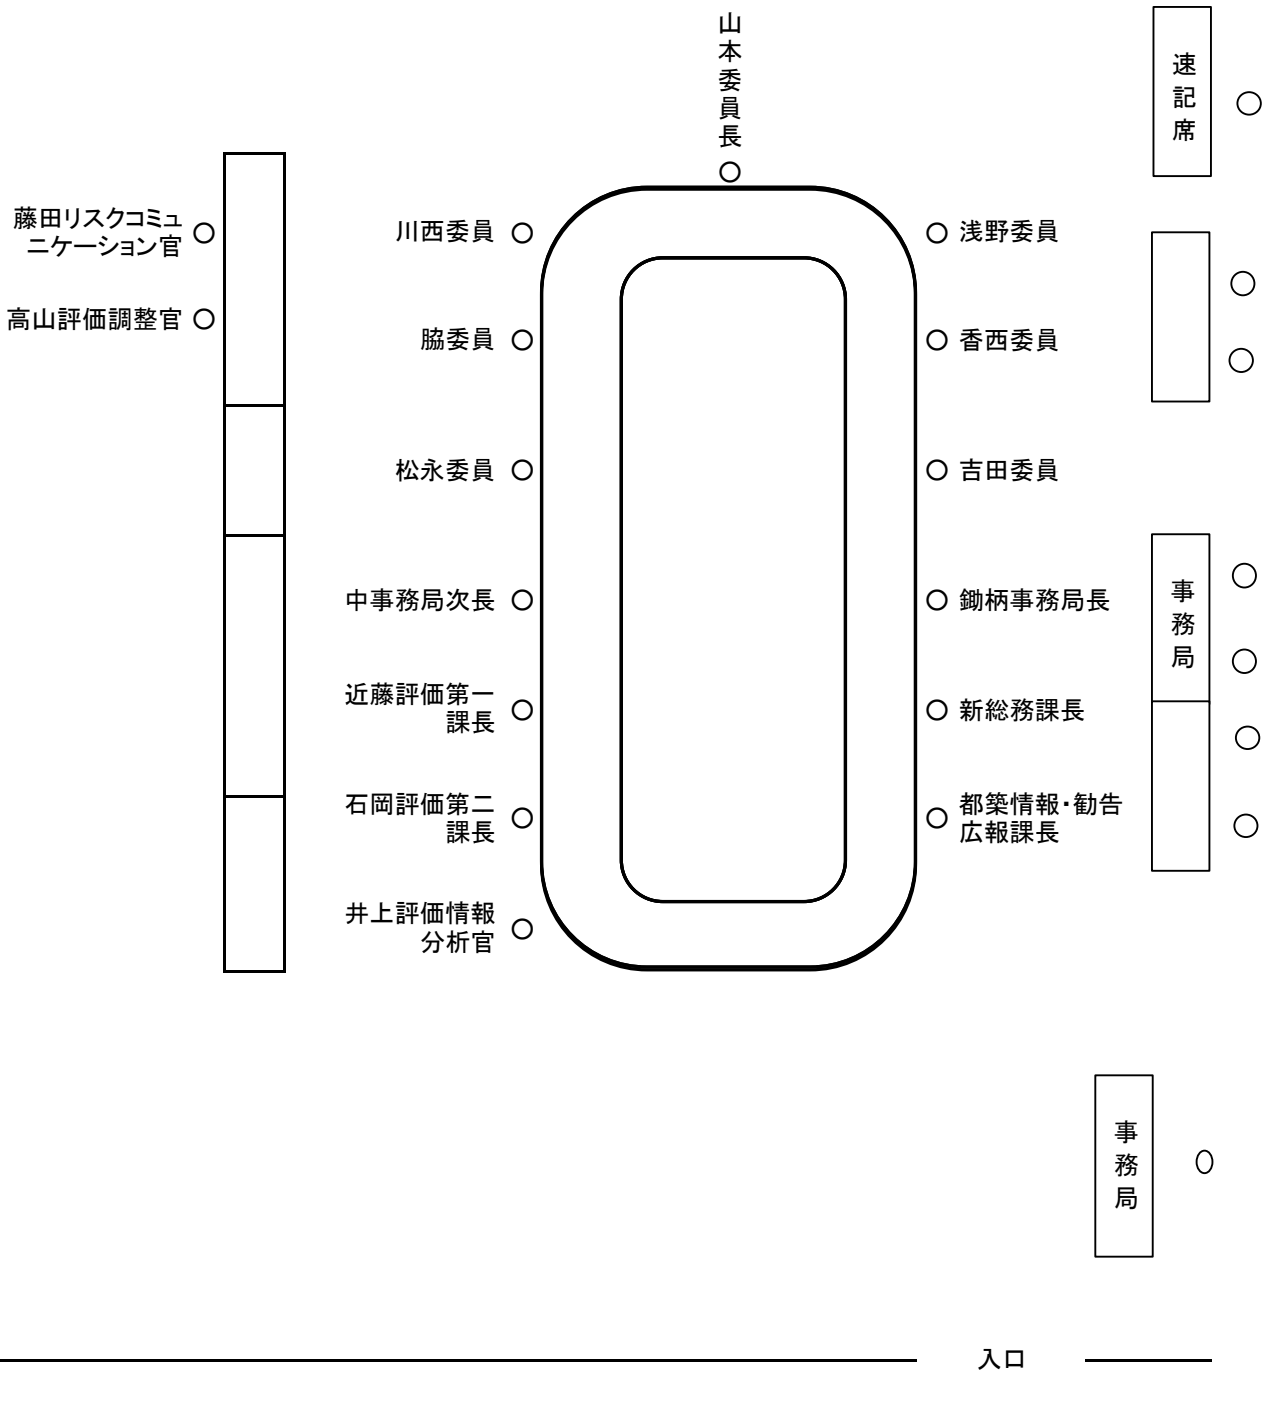 山本委員長
速記席
藤田リスクコミュ
ニケーション官
川西委員
浅野委員
高山評価調整官
脇委員
香西委員
松永委員
吉田委員
中事務局次長
鋤柄事務局長
事務局
近藤評価第一
課長
新総務課長
石岡評価第二
課長
都築情報・勧告
広報課長
井上評価情報
分析官
事務局
入口